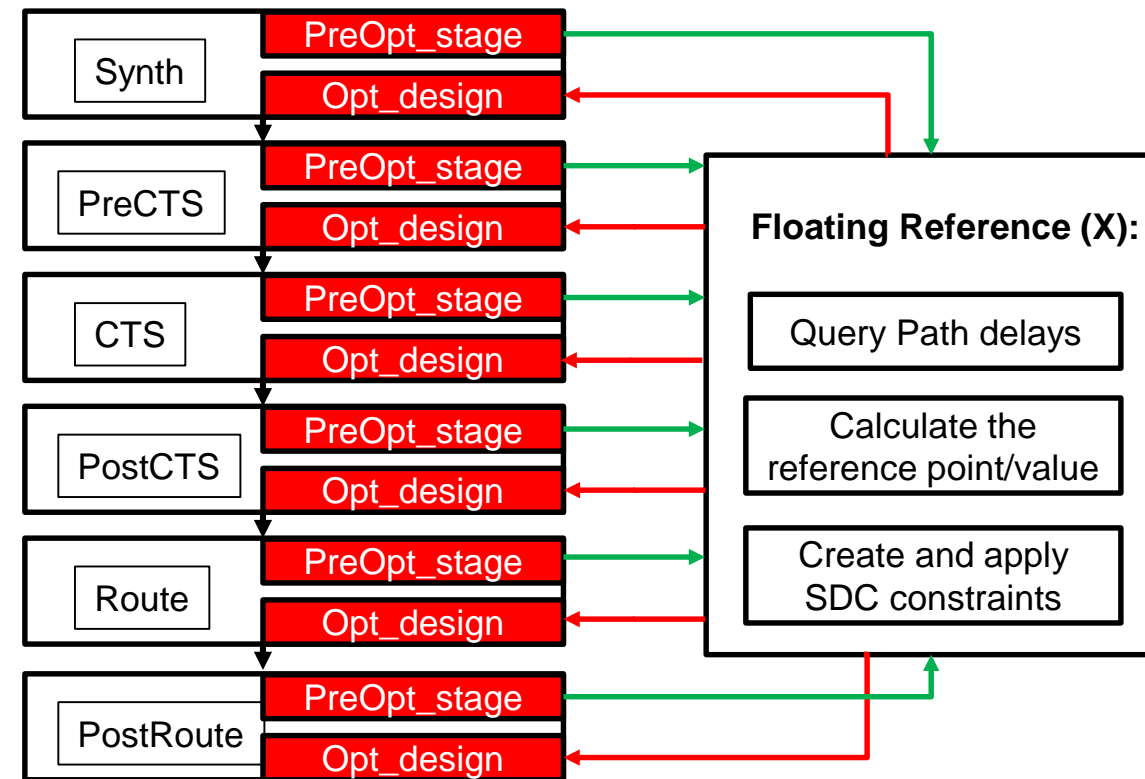 PreOpt_stage
Synth
Opt_design
PreOpt_stage
PreCTS
Opt_design
PreOpt_stage
CTS
Opt_design
PreOpt_stage
PostCTS
Opt_design
PreOpt_stage
Route
Opt_design
PreOpt_stage
PostRoute
Opt_design
Floating Reference (X):
Query Path delays
Calculate the
reference point/value
Create and apply
SDC constraints